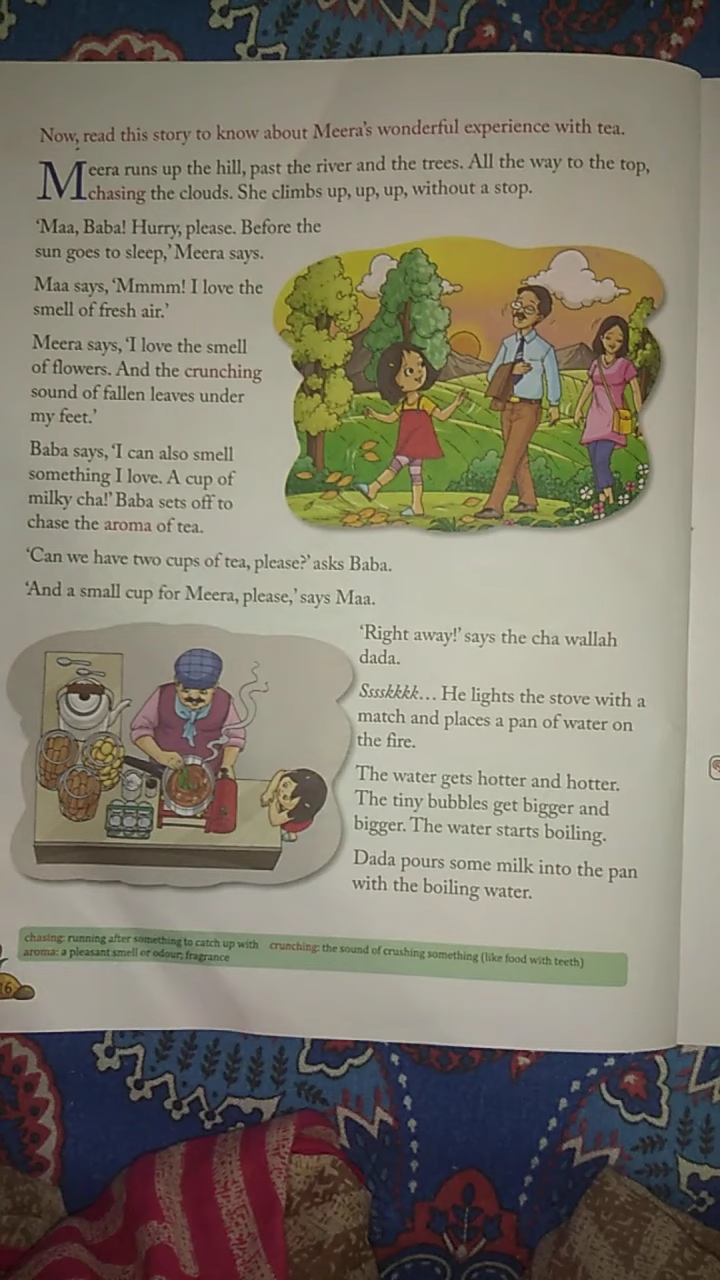 Now, read this story to know about Meera's wonderful experience with tea.
Meera runs up the hill, past the river and the trees. All the way to the top,
chasing the clouds. She climbs up, up, up, without a stop.
'Maa, Baba! Hurry, please. Before the
sun goes to sleep,' Meera says.
Maa says, 'Mmmm! I love the
smell of fresh air.'
Meera says, 'I love the smell
of flowers. And the crunching
sound of fallen leaves under
my feet.'
Baba says, 'I can also smell
something I love. A cup of
milky cha!' Baba sets off to
chase the aroma of tea.
'Can we have two cups of tea, please?' asks Baba.
'And a small cup for Meera, please,' says Maa.
'Right away!' says the cha wallah
dada.
Sssskkkk... He lights the stove with a
match and places a pan of water on
the fire.
The water gets hotter and hotter.
The tiny bubbles get bigger and
bigger. The water starts boiling.
Dada pours some milk into the pan
with the boiling water.
chasing: running after something to catch up with crunching: the sound of crushing something (like food with teeth)
aroma: a pleasant smell or odour; fragrance